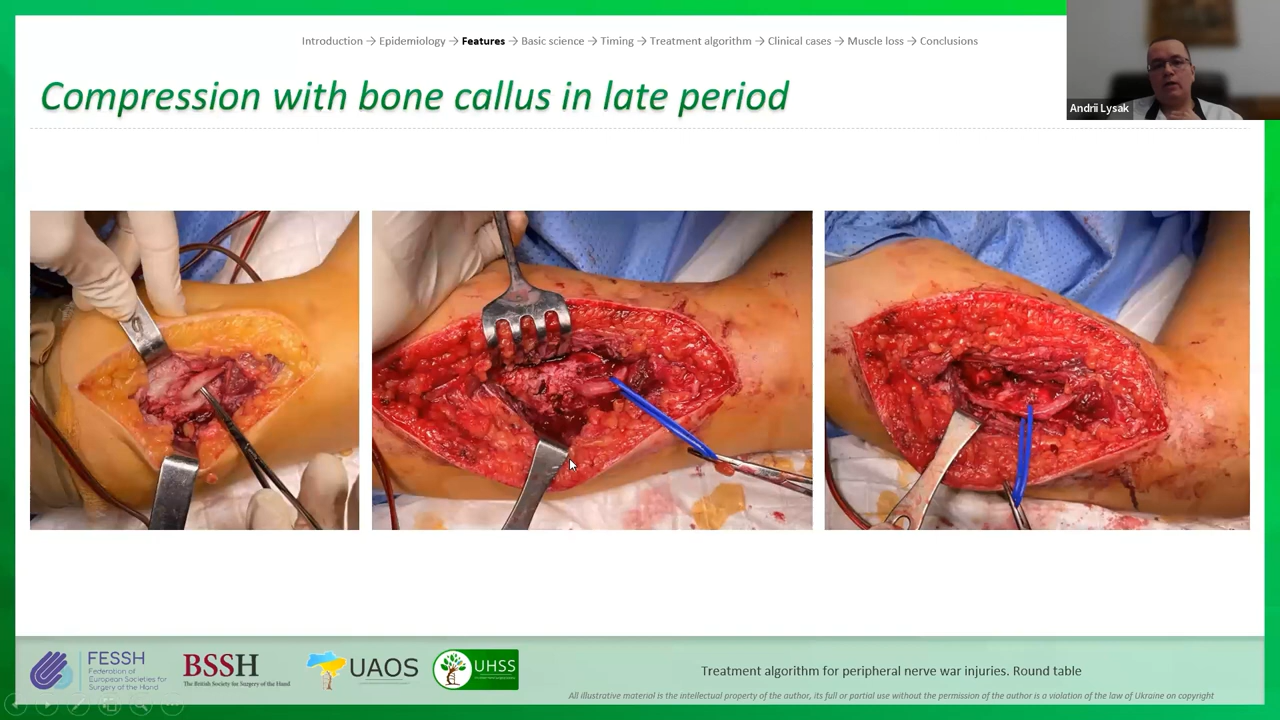 Introduction → Epidemiology → Features → Basic science → Timing → Treatment algorithm → Clinical cases → Muscle loss → Conclusions
Andrii Lysak
Compression with bone callus in late period
FESSH
Federation of
European Societies for
Surgery of the Hand
BSSH
The British Society for Surgery of the Hand
UAOS
UHSS
Treatment algorithm for peripheral nerve war injuries. Round table
All illustrative material is the intellectual property of the author, its full or partial use without the permission of the author is a violation of the law of Ukraine on copyright